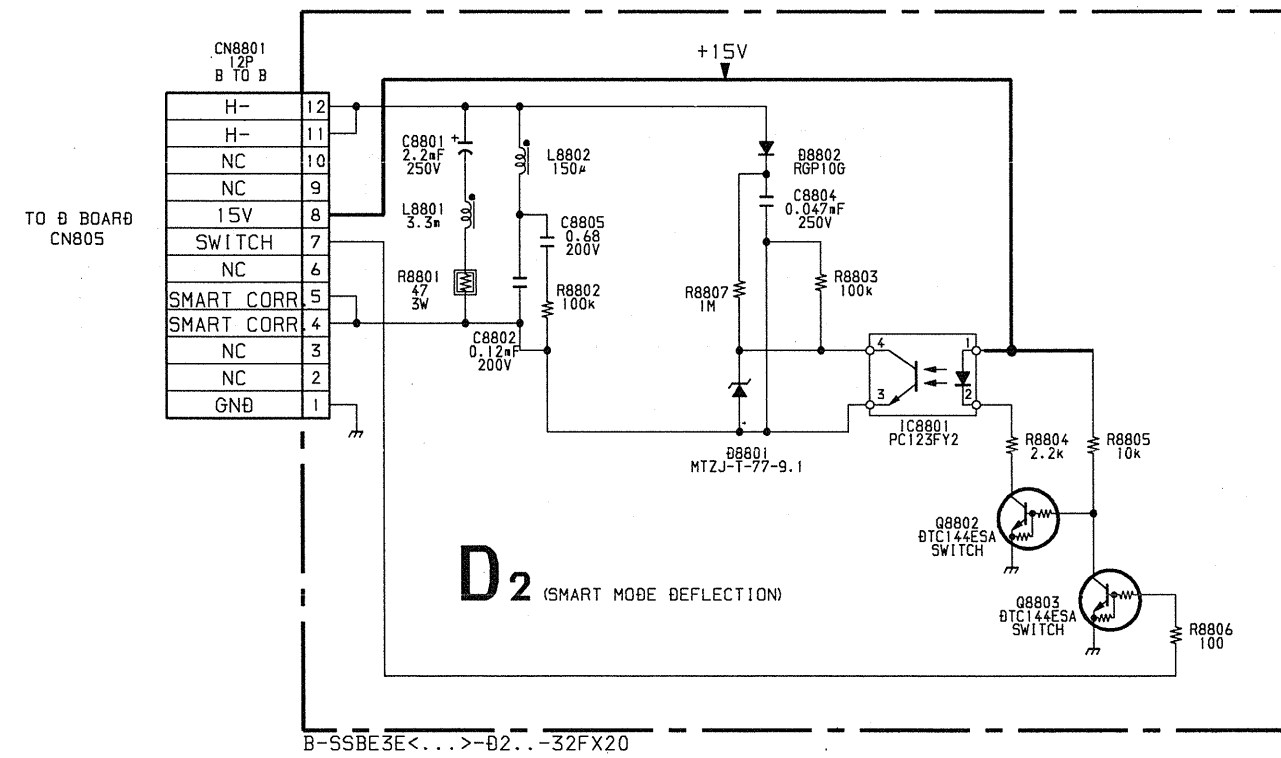 CN8801
12P
B TO B
H- 12
H- 11
NC 10
NC 9
15V 8
SWITCH 7
NC 6
SMART CORR. 5
SMART CORR. 4
NC 3
NC 2
GND 1
TO D BOARD
CN805
+15V
C8801
2.2mF
250V
+
L8801
3.3m
R8801
47
3W
L8802
150μ
C8805
0.68
200V
R8802
100k
C8802
0.12mF
200V
D8802
RGP10G
C8804
0.047mF
250V
R8807
1M
R8803
100k
D8801
MTZJ-T-77-9.1
4
1
3
2
IC8801
PC123FY2
R8804
2.2k
R8805
10k
Q8802
DTC144ESA
SWITCH
Q8803
DTC144ESA
SWITCH
R8806
100
D2 (SMART MODE DEFLECTION)
B-SSBE3E<...>-D2..-32FX20